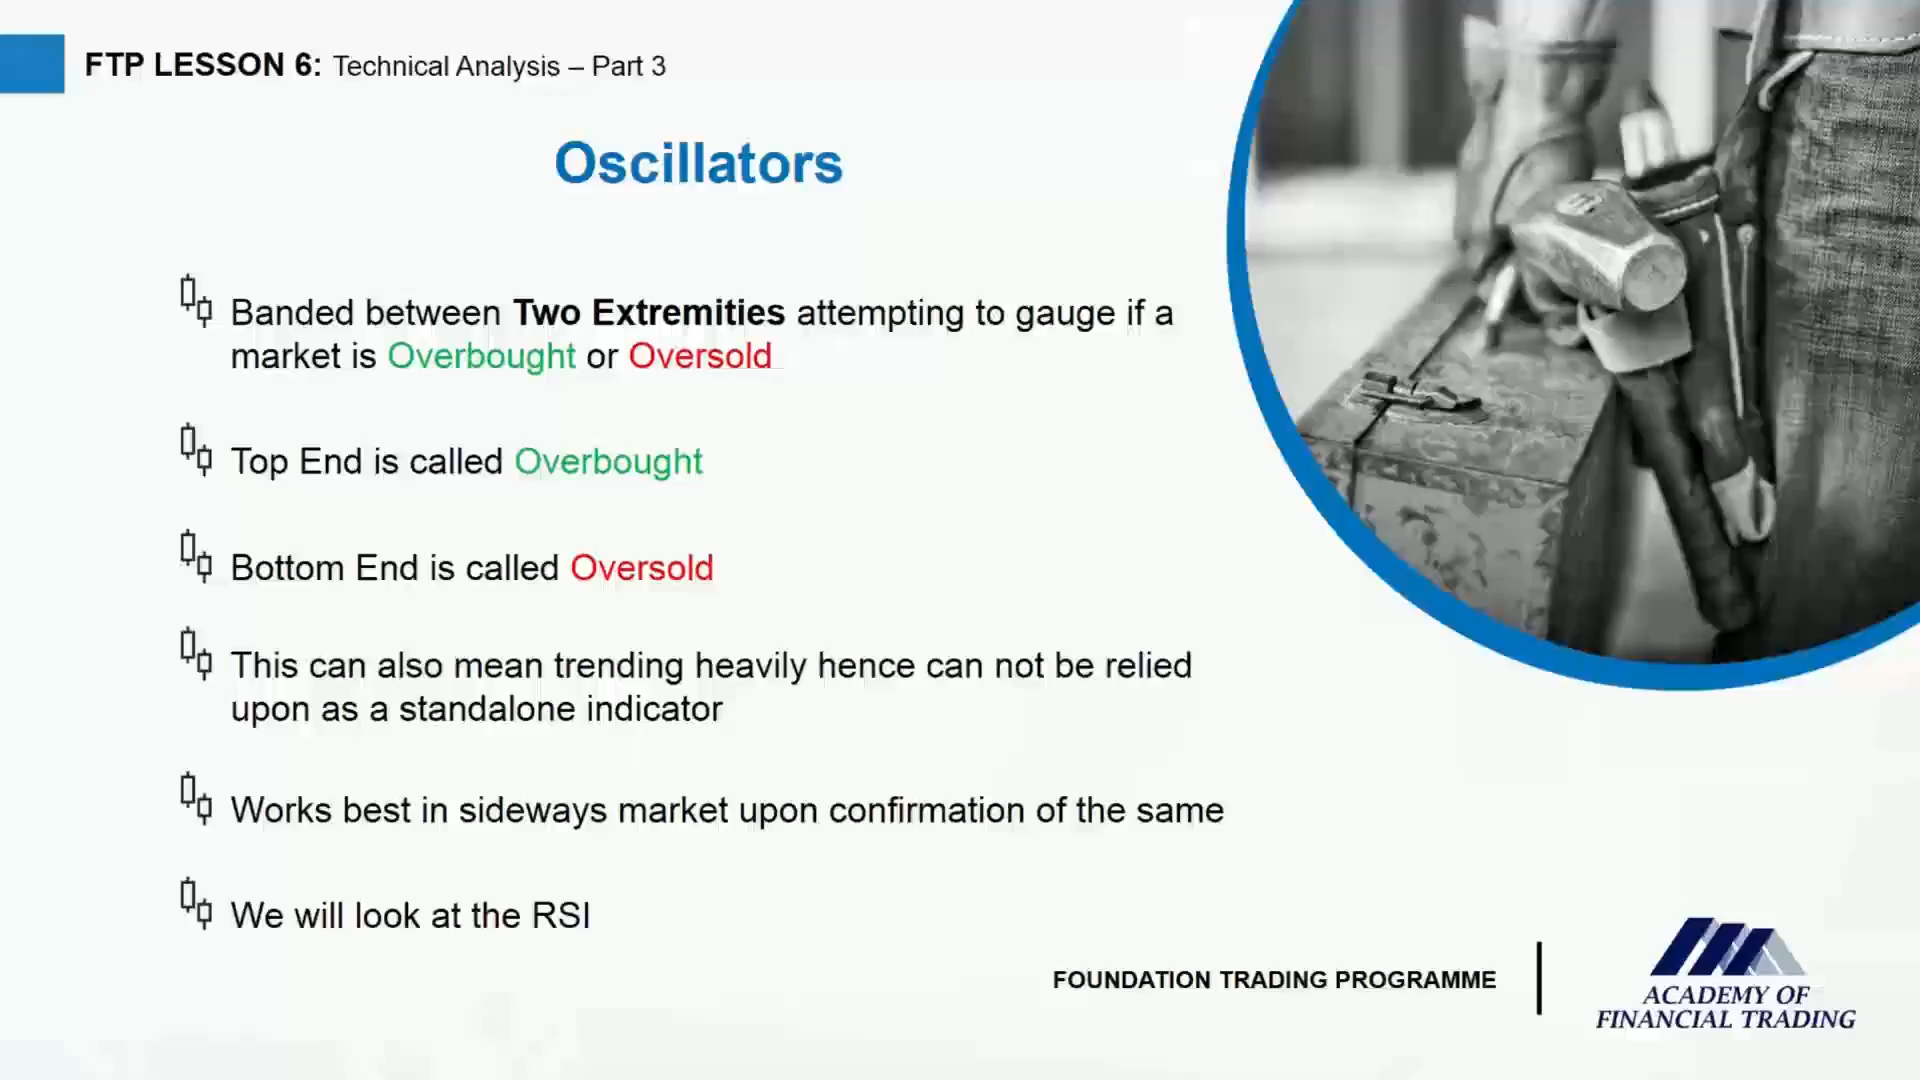 FTP LESSON 6: Technical Analysis – Part 3
Oscillators
Banded between Two Extremities attempting to gauge if a
market is Overbought or Oversold
Top End is called Overbought
Bottom End is called Oversold
This can also mean trending heavily hence can not be relied
upon as a standalone indicator
Works best in sideways market upon confirmation of the same
We will look at the RSI
FOUNDATION TRADING PROGRAMME
ACADEMY OF
FINANCIAL TRADING